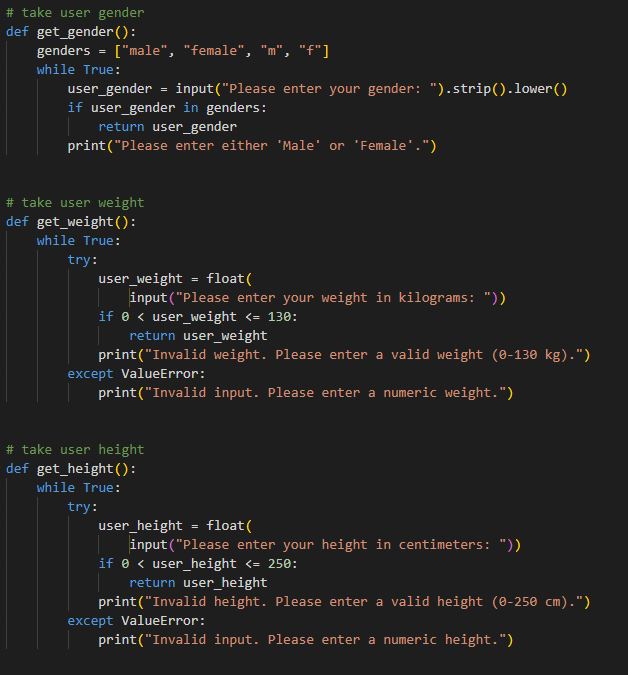 # take user gender
def get_gender():
    genders = ["male", "female", "m", "f"]
    while True:
        user_gender = input("Please enter your gender: ").strip().lower()
        if user_gender in genders:
            return user_gender
        print("Please enter either 'Male' or 'Female'.")
# take user weight
def get_weight():
    while True:
        try:
            user_weight = float(
                input("Please enter your weight in kilograms: "))
            if 0 < user_weight <= 130:
                return user_weight
            print("Invalid weight. Please enter a valid weight (0-130 kg).")
        except ValueError:
            print("Invalid input. Please enter a numeric weight.")
# take user height
def get_height():
    while True:
        try:
            user_height = float(
                input("Please enter your height in centimeters: "))
            if 0 < user_height <= 250:
                return user_height
            print("Invalid height. Please enter a valid height (0-250 cm).")
        except ValueError:
            print("Invalid input. Please enter a numeric height.")